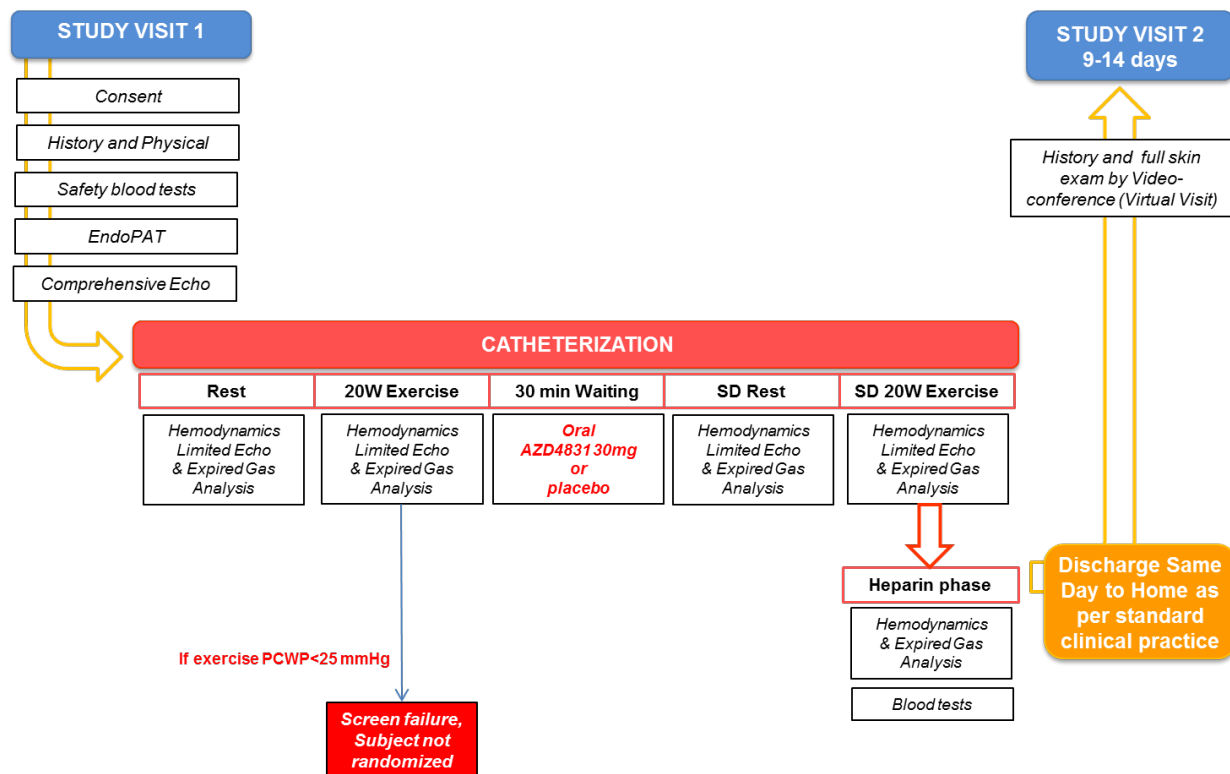 STUDY VISIT 1
Consent
History and Physical
Safety blood tests
EndoPAT
Comprehensive Echo
STUDY VISIT 2
9-14 days
History and full skin
exam by Video-
conference (Virtual Visit)
CATHETERIZATION
Rest
Hemodynamics
Limited Echo
& Expired Gas
Analysis
20W Exercise
Hemodynamics
Limited Echo
& Expired Gas
Analysis
30 min Waiting
Oral
AZD4831 30mg
or
placebo
SD Rest
Hemodynamics
Limited Echo
& Expired Gas
Analysis
SD 20W Exercise
Hemodynamics
Limited Echo
& Expired Gas
Analysis
If exercise PCWP<25 mmHg
Screen failure,
Subject not
randomized
Heparin phase
Hemodynamics
& Expired Gas
Analysis
Blood tests
Discharge Same
Day to Home as
per standard
clinical practice